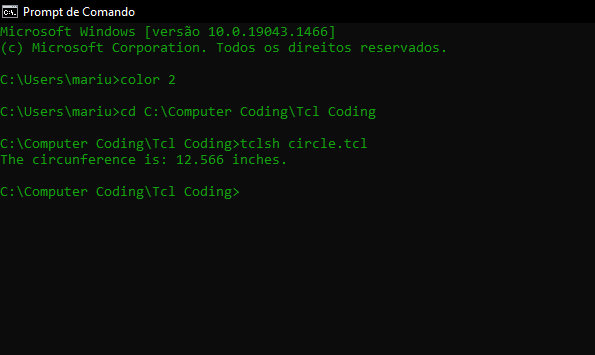 Prompt de Comando
Microsoft Windows [versão 10.0.19043.1466]
(c) Microsoft Corporation. Todos os direitos reservados.
C:\Users\mariu>color 2
C:\Users\mariu>cd C:\Computer Coding\Tcl Coding
C:\Computer Coding\Tcl Coding>tclsh circle.tcl
The circunference is: 12.566 inches.
C:\Computer Coding\Tcl Coding>